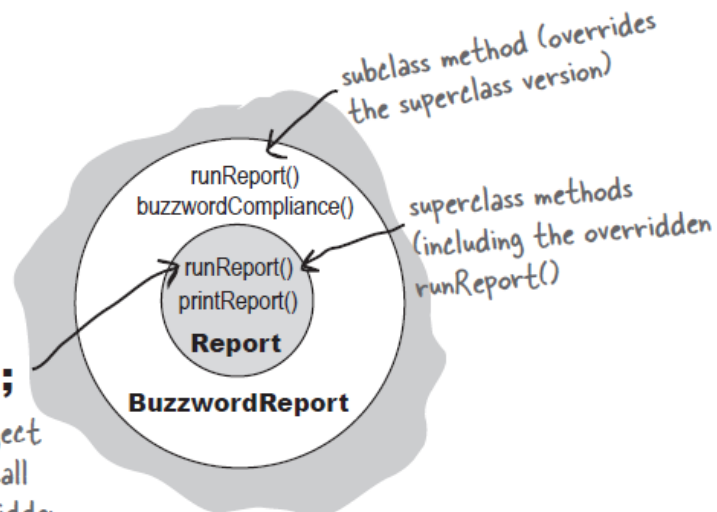 subclass method (overrides
the superclass version)
runReport()
buzzwordCompliance()
superclass methods
(including the overridden
runReport()
runReport()
printReport()
Report
;
BuzzwordReport